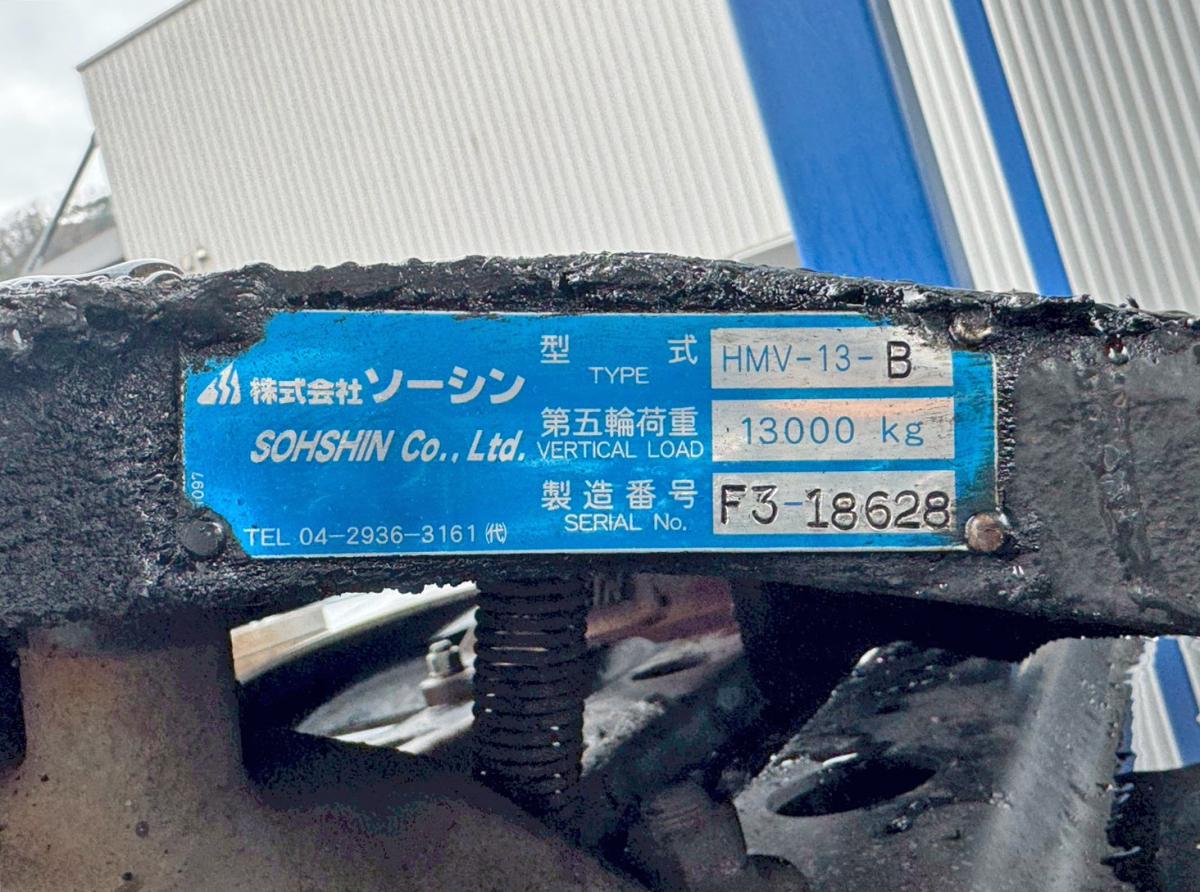 株式会社ソーシン
SOHSHIN Co., Ltd.
TEL 04-2936-3161 ㈹
型 式 HMV-13-B
TYPE
第五輪荷重 13000 kg
VERTICAL LOAD
製造番号 F3-18628
SERIAL No.